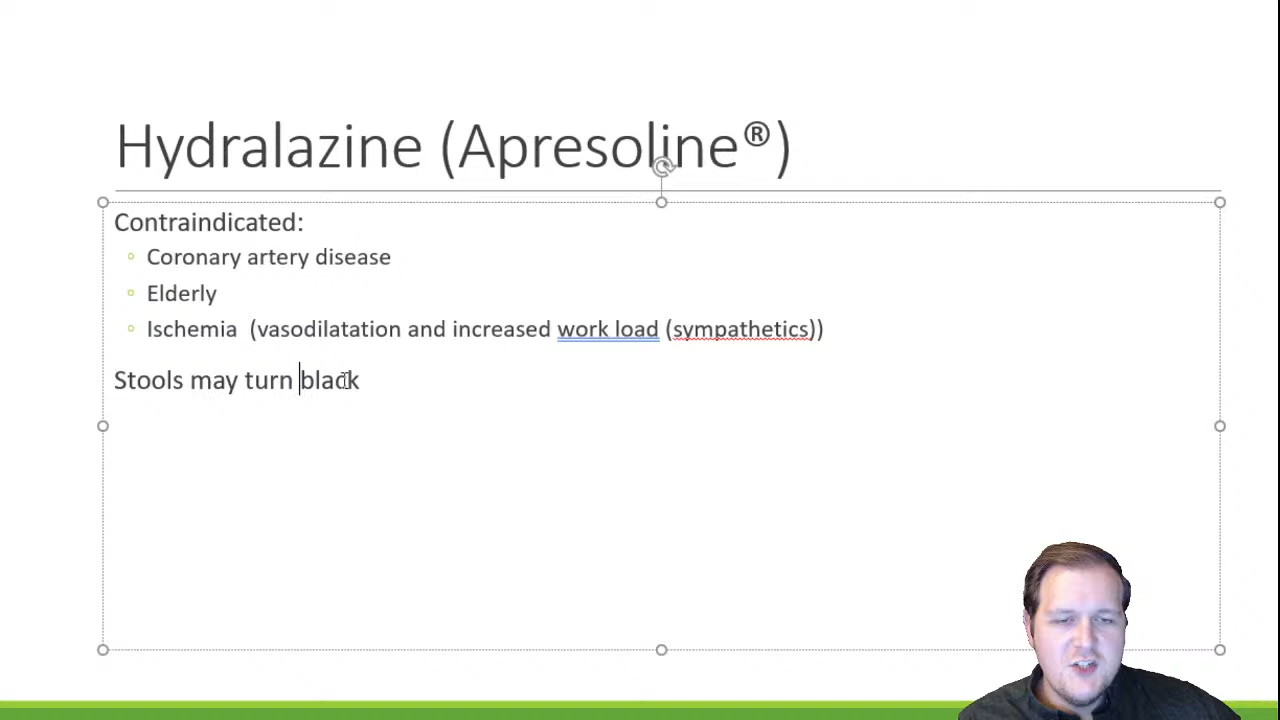 Hydralazine (Apresoline®)
Contraindicated:
Coronary artery disease
Elderly
Ischemia (vasodilatation and increased work load (sympathetics))
Stools may turn black